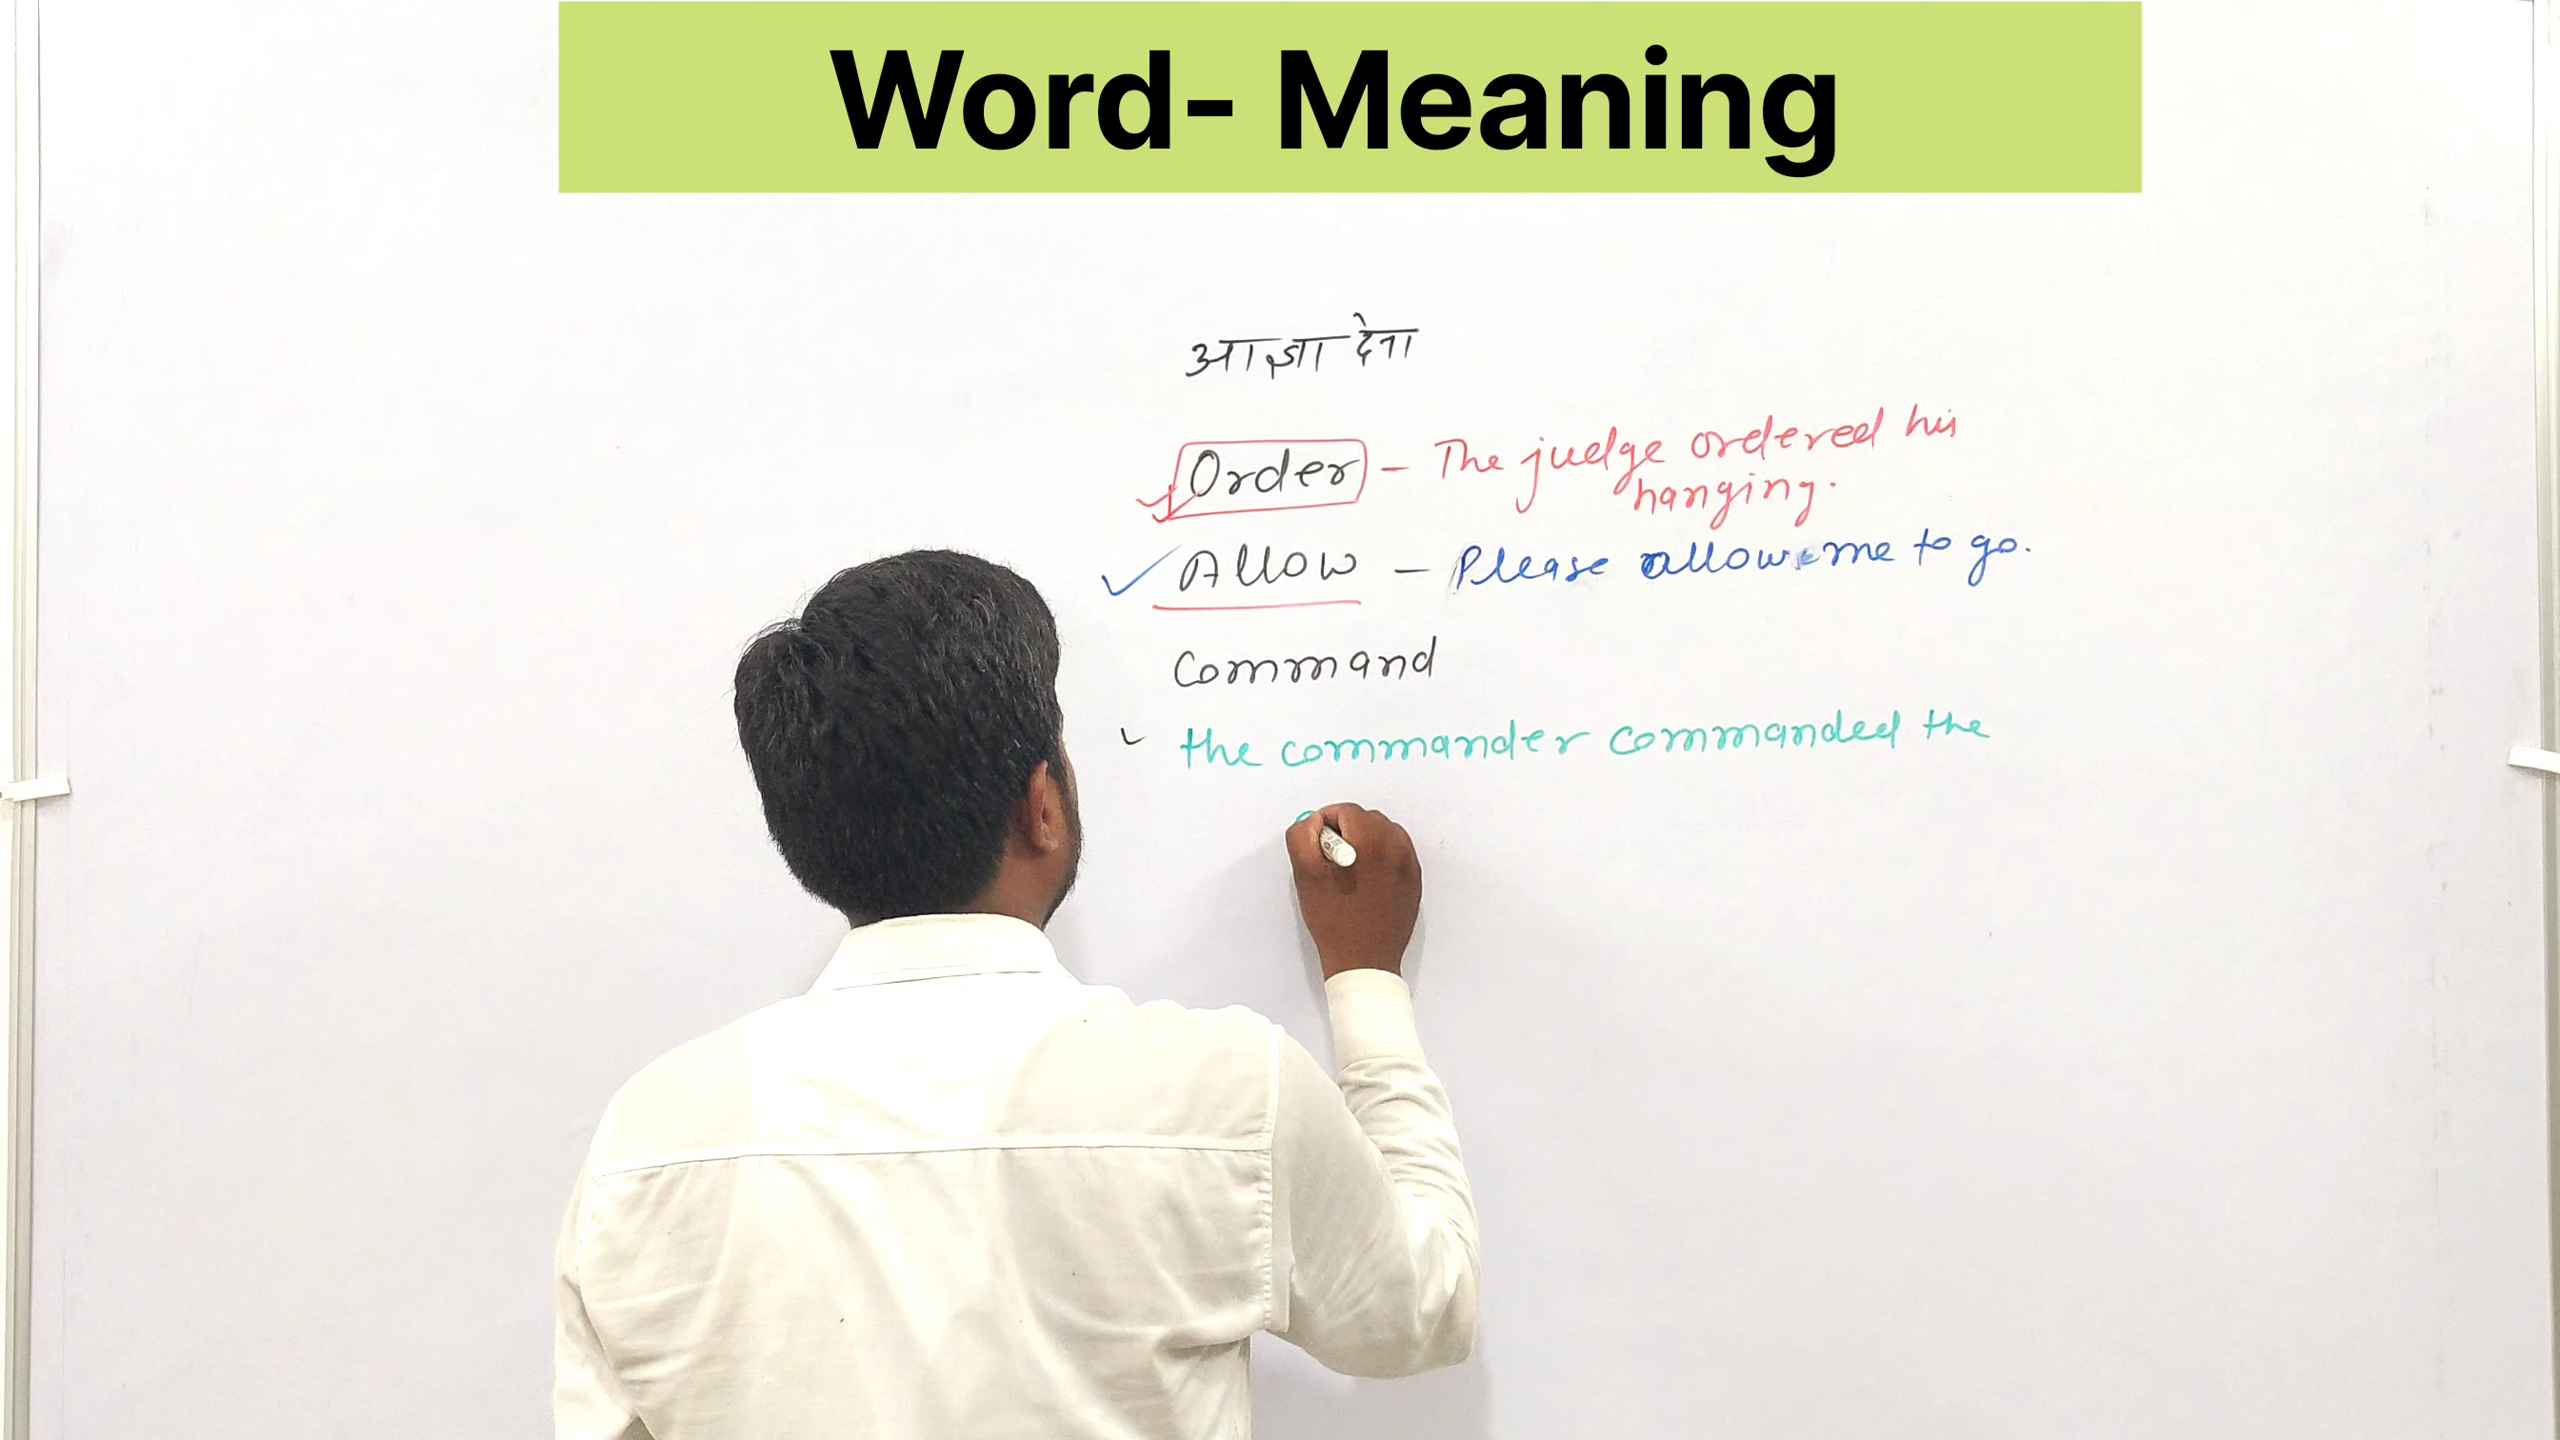 Word- Meaning
आज्ञा देना
Order - The judge ordered his
hanging.
Allow - Please allow me to go.
Command
the commander commanded the